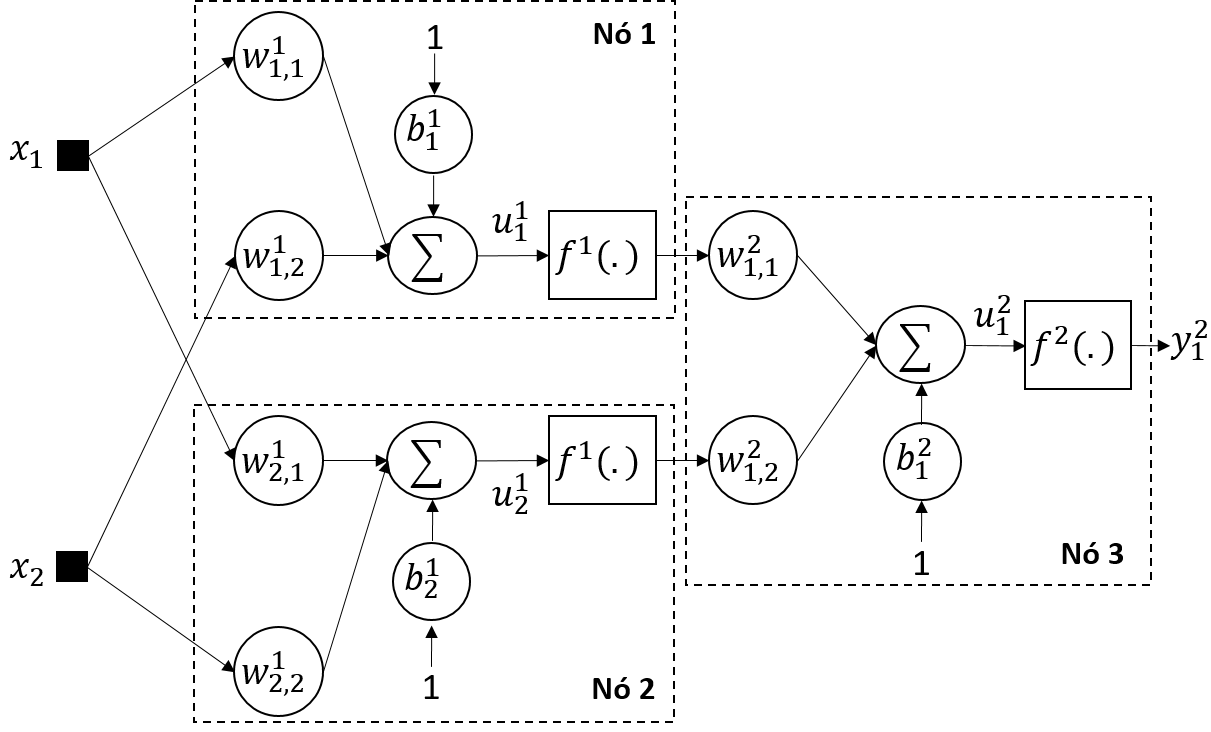 Nó 1
1
x₁
w¹₁,₁
b¹₁
w¹₁,₂
∑
u¹₁
f¹(.)
Nó 2
x₂
w¹₂,₁
∑
u¹₂
f¹(.)
b¹₂
w¹₂,₂
1
w²₁,₁
w²₁,₂
∑
u²₁
f²(.)
y²₁
b²₁
1
Nó 3